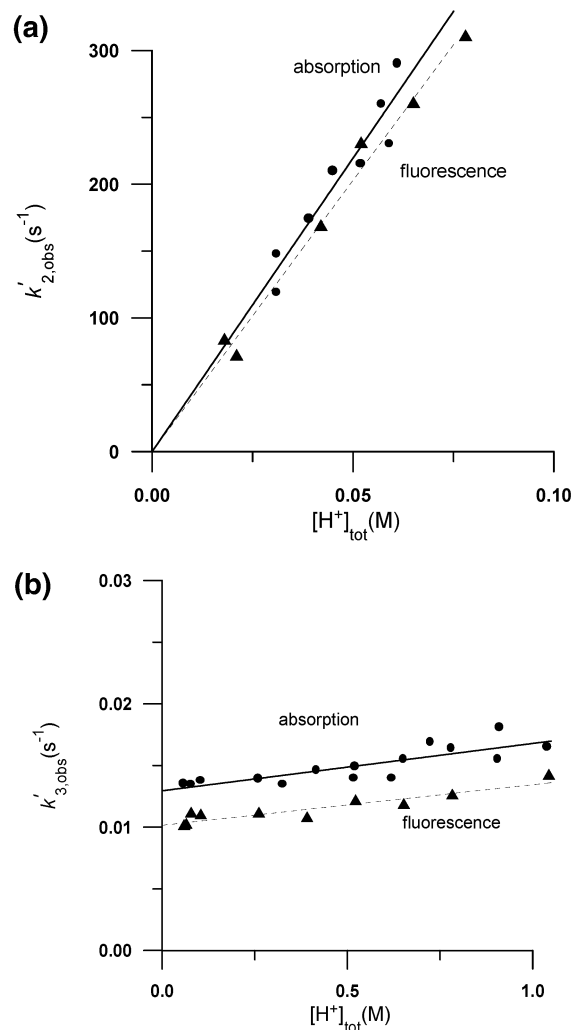 (a)
300
absorption
fluorescence
200
k′2,obs(s⁻¹)
100
0
0.00 0.05 0.10
[H⁺]tot(M)
(b)
0.03
absorption
0.02
k′3,obs(s⁻¹)
0.01
fluorescence
0.00
0.0 0.5 1.0
[H⁺]tot(M)